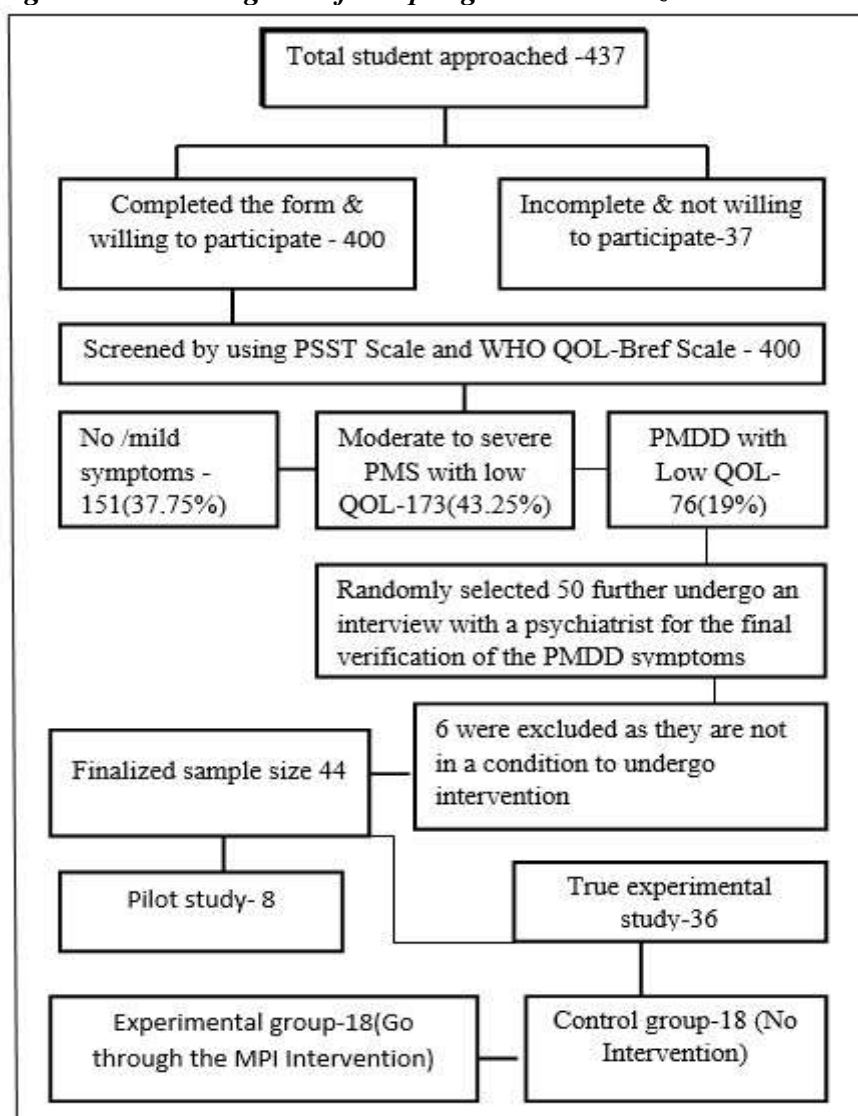 Total student approached -437
Completed the form &
willing to participate - 400
Incomplete & not willing
to participate-37
Screened by using PSST Scale and WHO QOL-Bref Scale - 400
No /mild
symptoms -
151(37.75%)
Moderate to severe
PMS with low
QOL-173(43.25%)
PMDD with
Low QOL-
76(19%)
Randomly selected 50 further undergo an
interview with a psychiatrist for the final
verification of the PMDD symptoms
6 were excluded as they are not
in a condition to undergo
intervention
Finalized sample size 44
Pilot study- 8
True experimental
study-36
Experimental group-18(Go
through the MPI Intervention)
Control group-18 (No
Intervention)